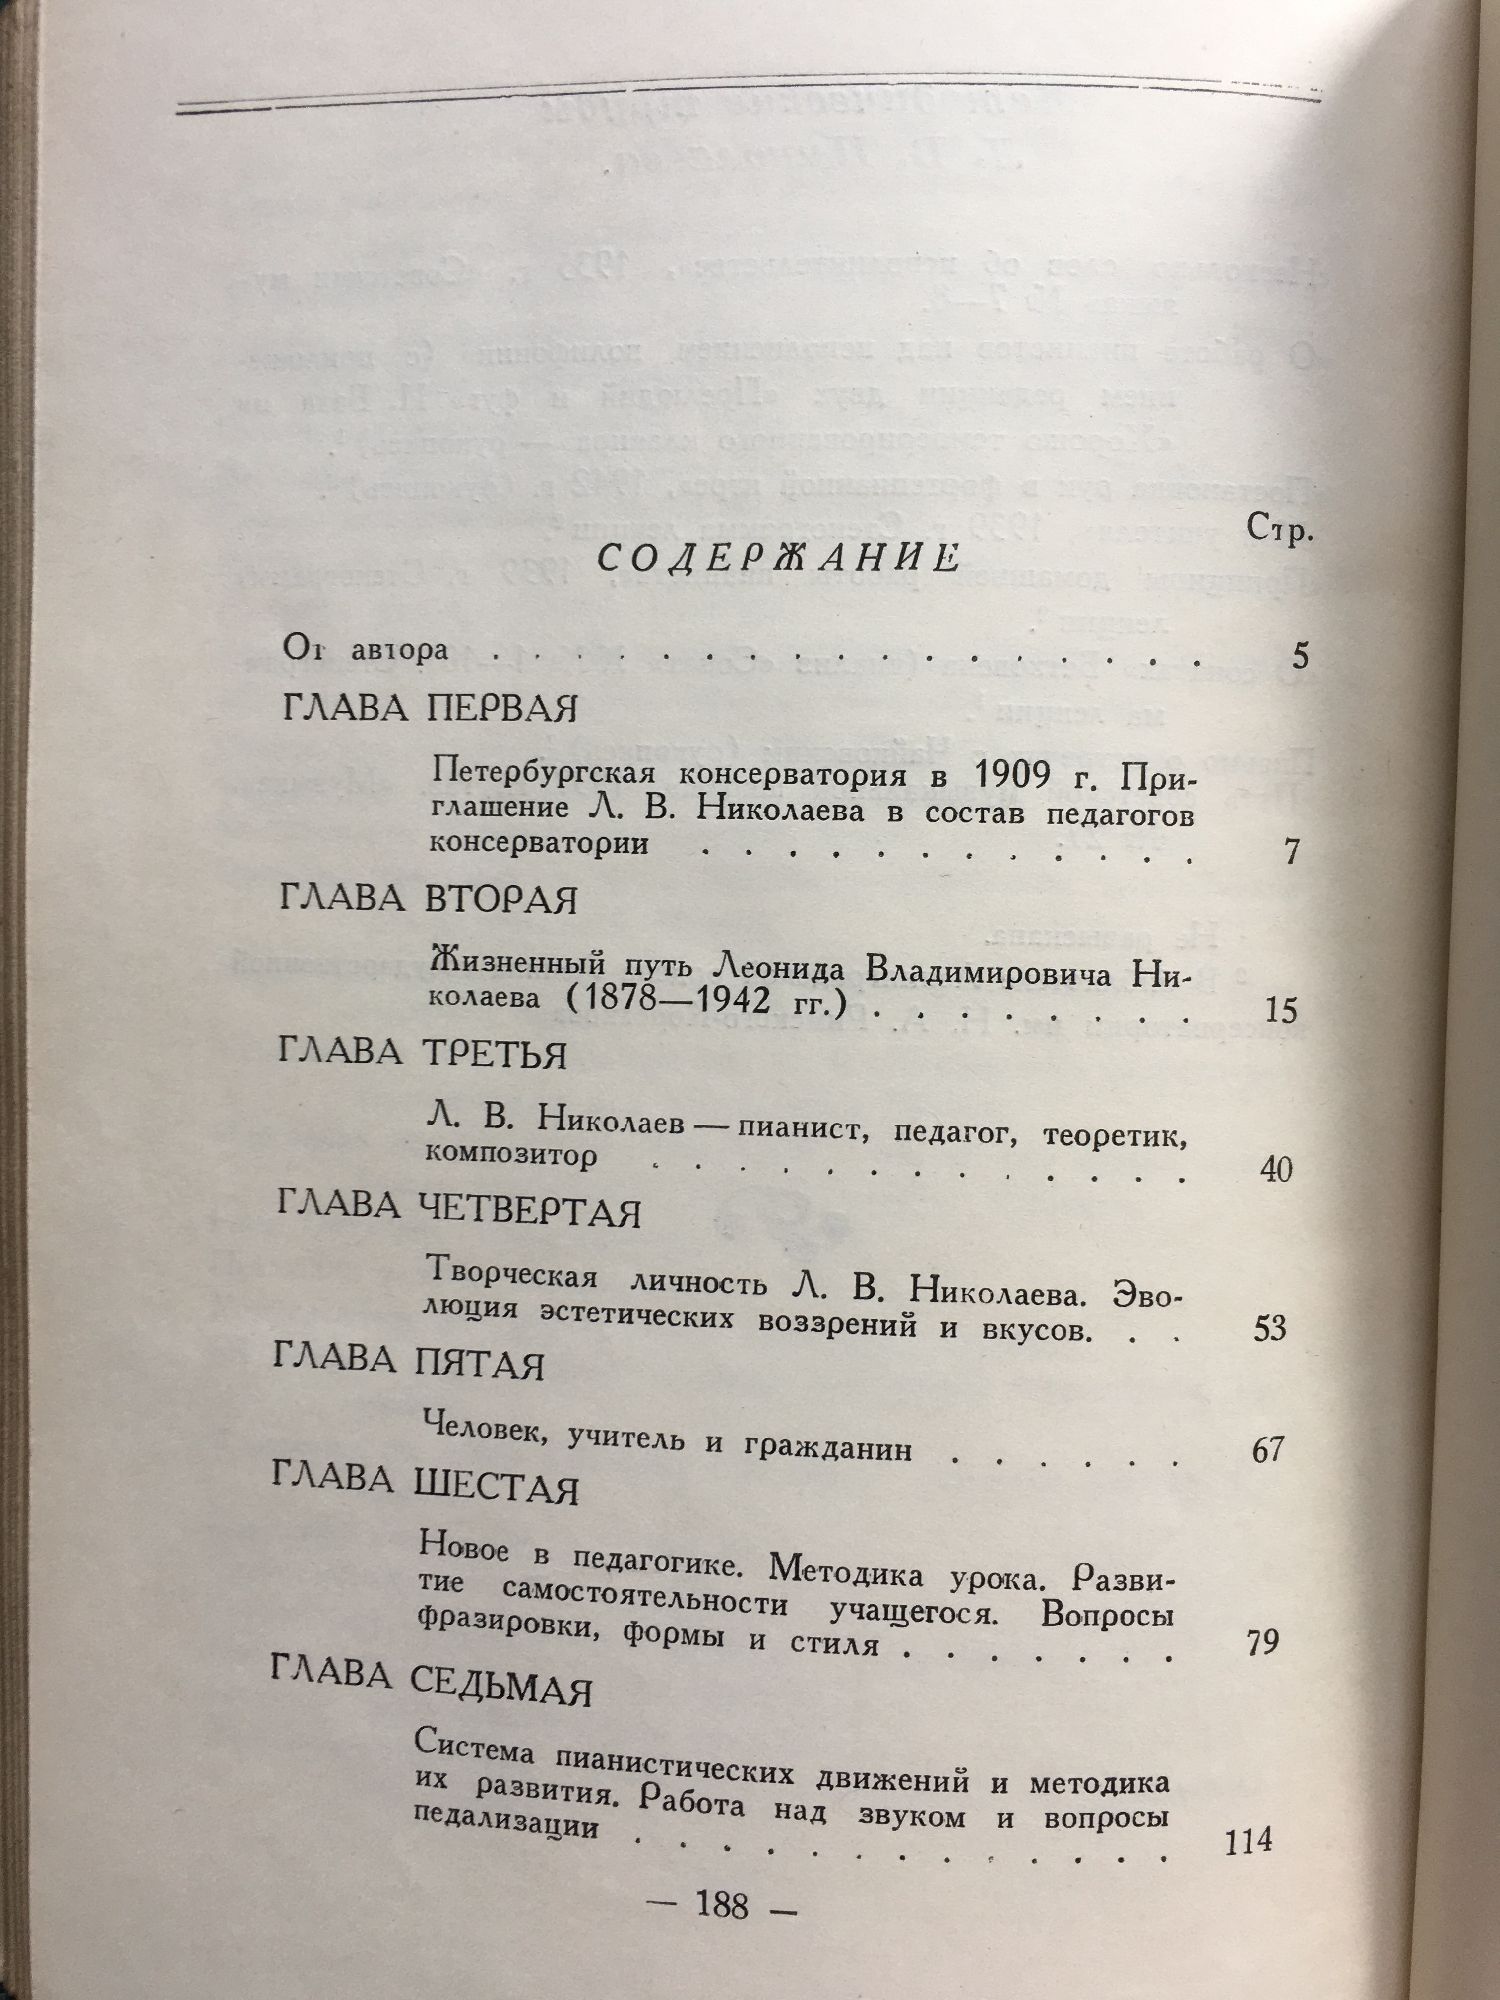 Стр.
СОДЕРЖАНИЕ
От автора . . . . . . . . . . . . . . . . . 5
ГЛАВА ПЕРВАЯ
Петербургская консерватория в 1909 г. При-
глашение Л. В. Николаева в состав педагогов
консерватории . . . . . . . . . . . . 7
ГЛАВА ВТОРАЯ
Жизненный путь Леонида Владимировича Ни-
колаева (1878—1942 гг.) . . . . . . . . 15
ГЛАВА ТРЕТЬЯ
Л. В. Николаев — пианист, педагог, теоретик,
композитор . . . . . . . . . . . . . 40
ГЛАВА ЧЕТВЕРТАЯ
Творческая личность Л. В. Николаева. Эво-
люция эстетических воззрений и вкусов. . . 53
ГЛАВА ПЯТАЯ
Человек, учитель и гражданин . . . . . . 67
ГЛАВА ШЕСТАЯ
Новое в педагогике. Методика урока. Разви-
тие самостоятельности учащегося. Вопросы
фразировки, формы и стиля . . . . . . . 79
ГЛАВА СЕДЬМАЯ
Система пианистических движений и методика
их развития. Работа над звуком и вопросы
педализации . . . . . . . . . . . . . 114
— 188 —